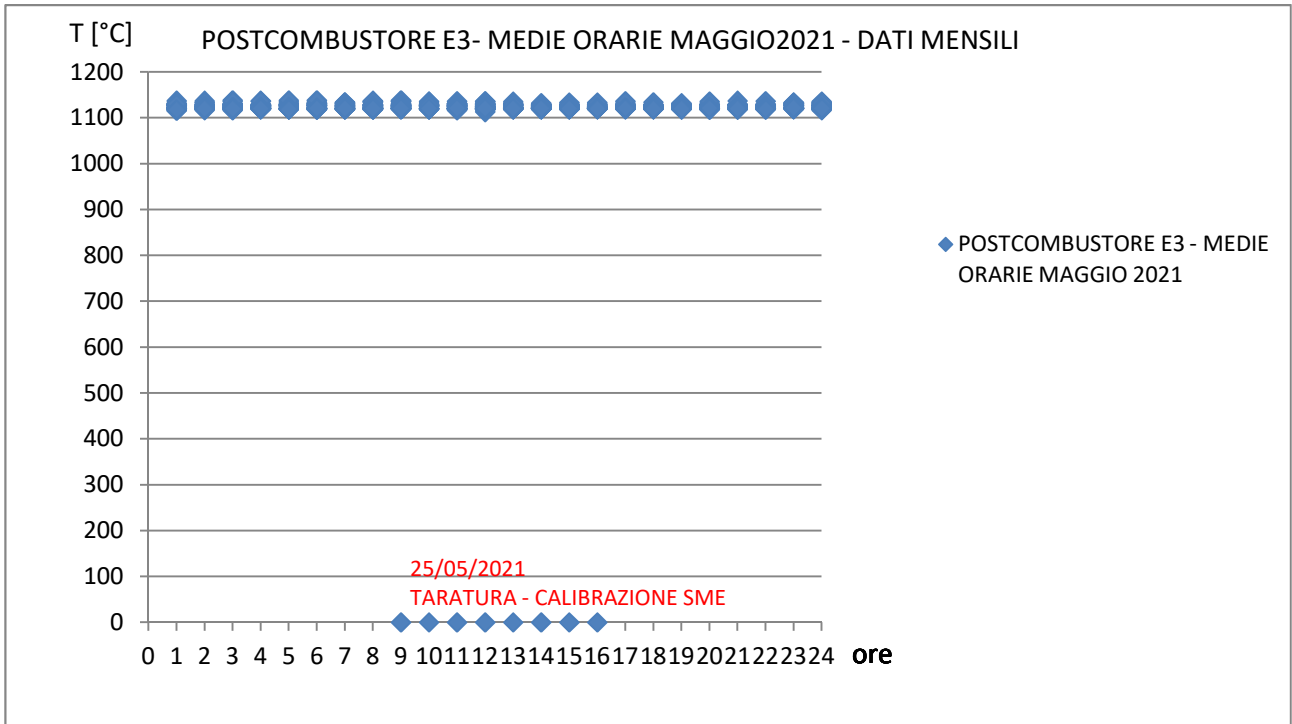 T [°C]
POSTCOMBUSTORE E3- MEDIE ORARIE MAGGIO2021 - DATI MENSILI
1200
1100
1000
900
800
700
600
500
400
300
200
100
0
POSTCOMBUSTORE E3 - MEDIE
ORARIE MAGGIO 2021
25/05/2021
TARATURA - CALIBRAZIONE SME
0 1 2 3 4 5 6 7 8 9 10 11 12 13 14 15 16 17 18 19 20 21 22 23 24 ore